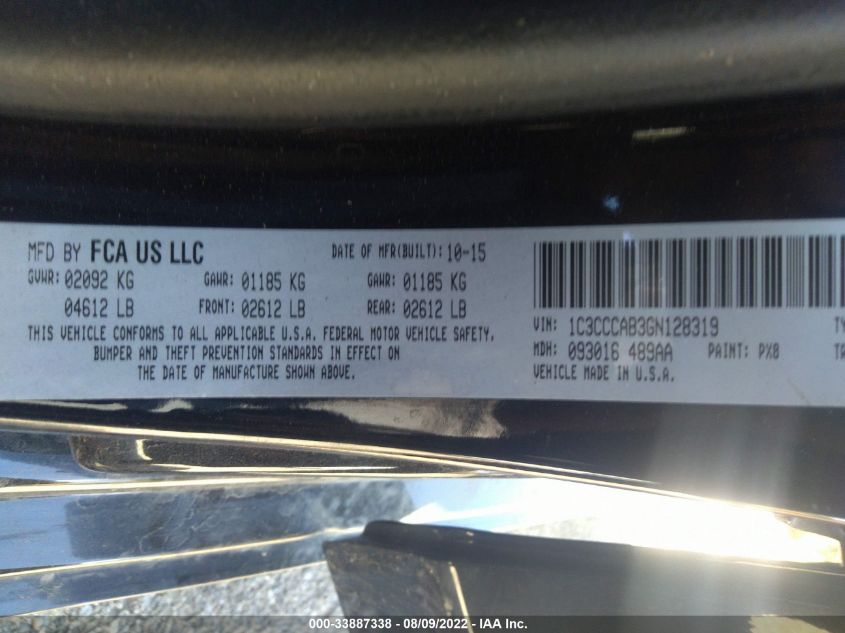 MFD BY FCA US LLC
DATE OF MFR(BUILT): 10-15
GVWR: 02092 KG GAWR: 01185 KG GAWR: 01185 KG
04612 LB FRONT: 02612 LB REAR: 02612 LB
THIS VEHICLE CONFORMS TO ALL APPLICABLE U.S.A. FEDERAL MOTOR VEHICLE SAFETY,
BUMPER AND THEFT PREVENTION STANDARDS IN EFFECT ON
THE DATE OF MANUFACTURE SHOWN ABOVE.
VIN: 1C3CCCAB3GN128319 TY
MDH: 093016 489AA PAINT: PX8 TR
VEHICLE MADE IN U.S.A.
000-33887338 - 08/09/2022 - IAA Inc.